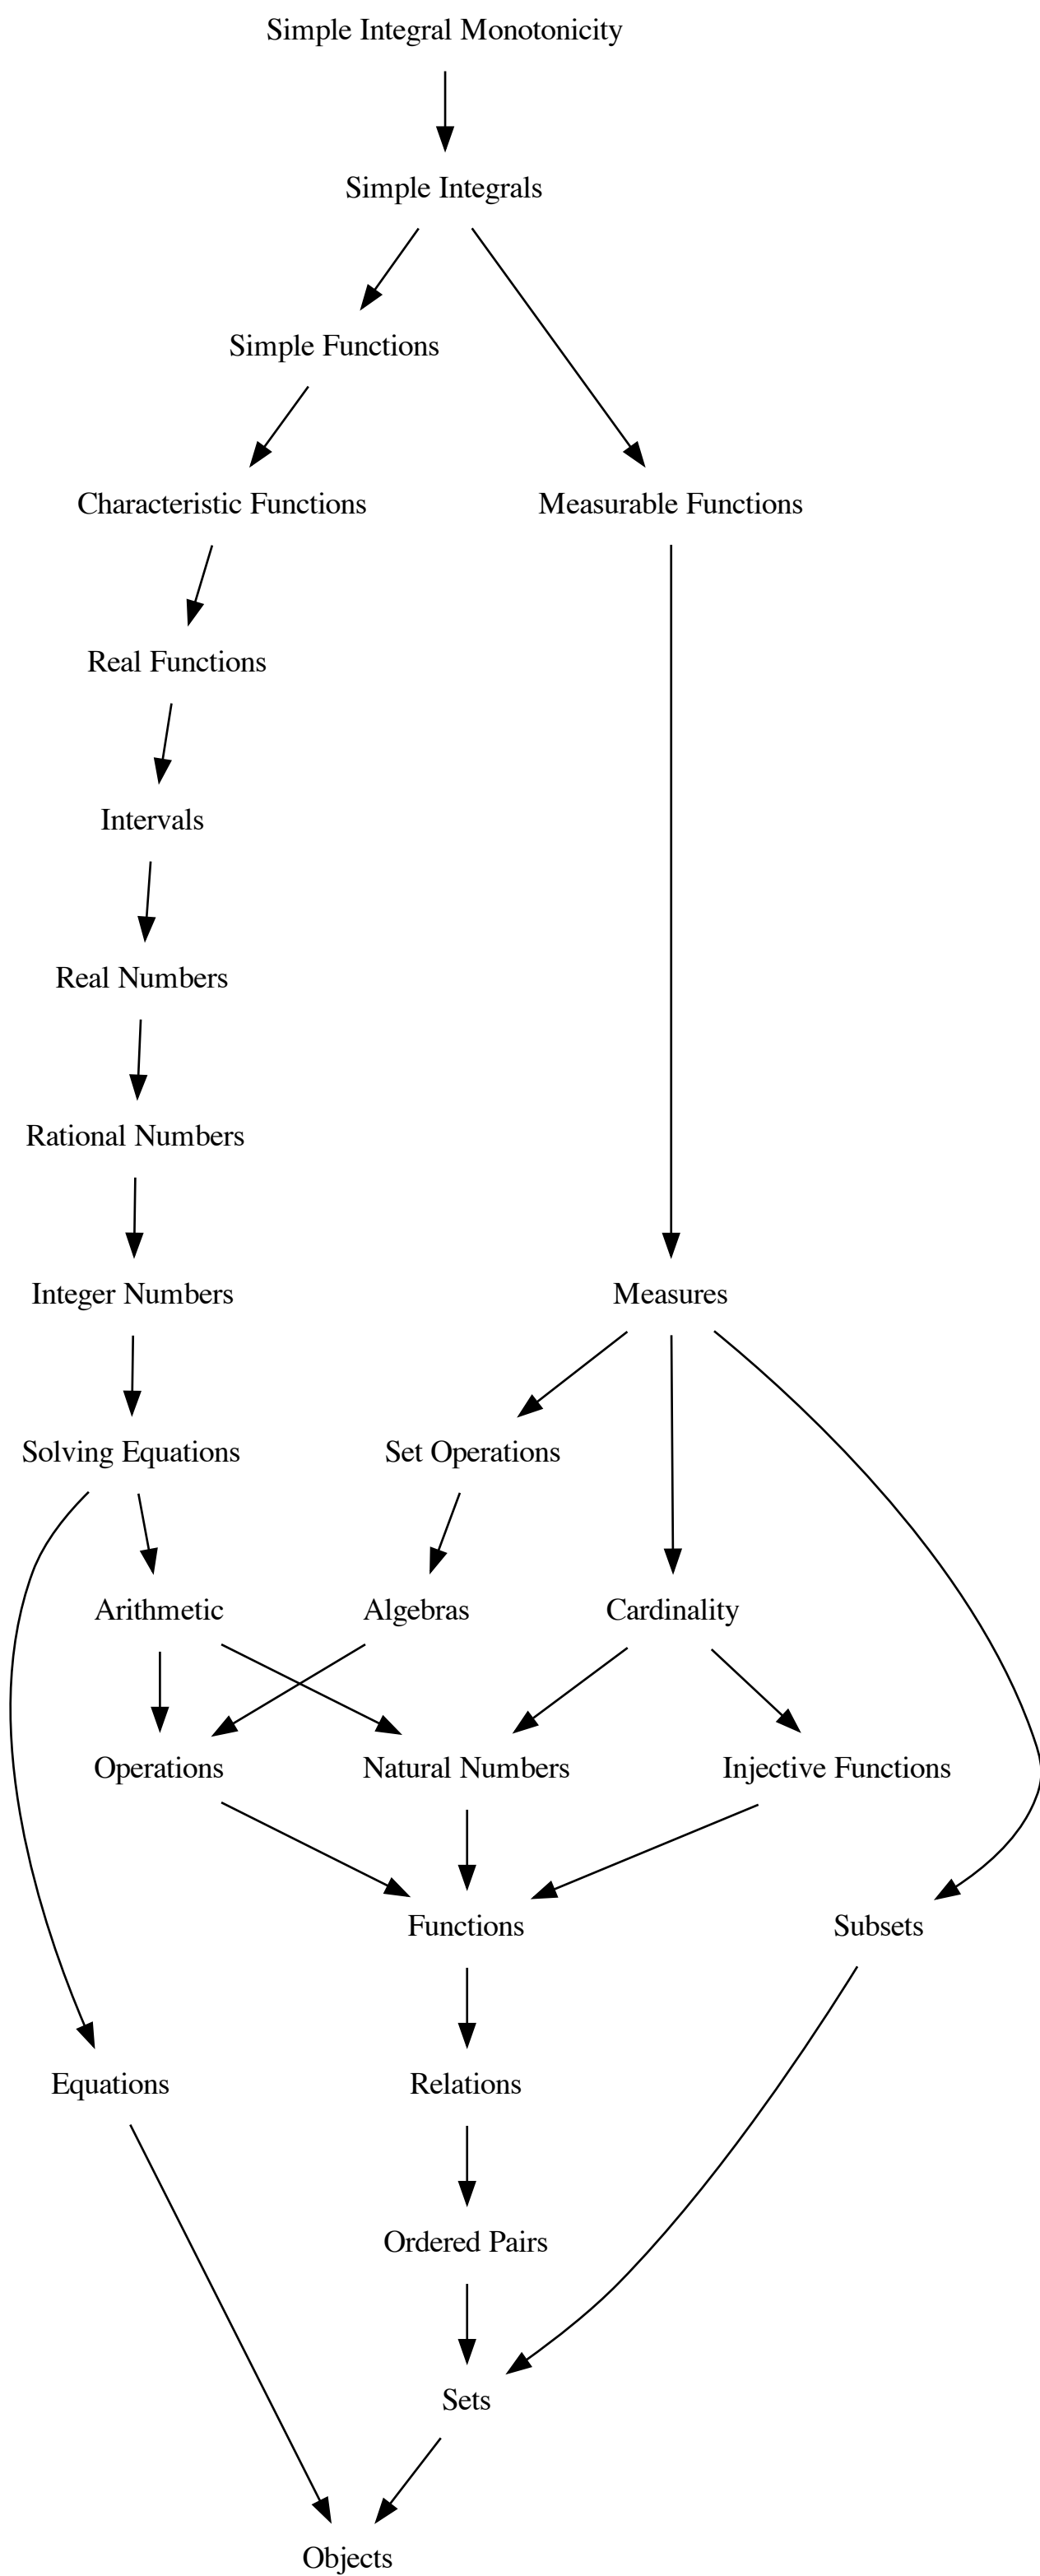 Simple Integral Monotonicity
Simple Integrals
Simple Functions
Characteristic Functions
Measurable Functions
Real Functions
Intervals
Real Numbers
Rational Numbers
Integer Numbers
Measures
Solving Equations
Set Operations
Arithmetic
Algebras
Cardinality
Operations
Natural Numbers
Injective Functions
Functions
Subsets
Equations
Relations
Ordered Pairs
Sets
Objects